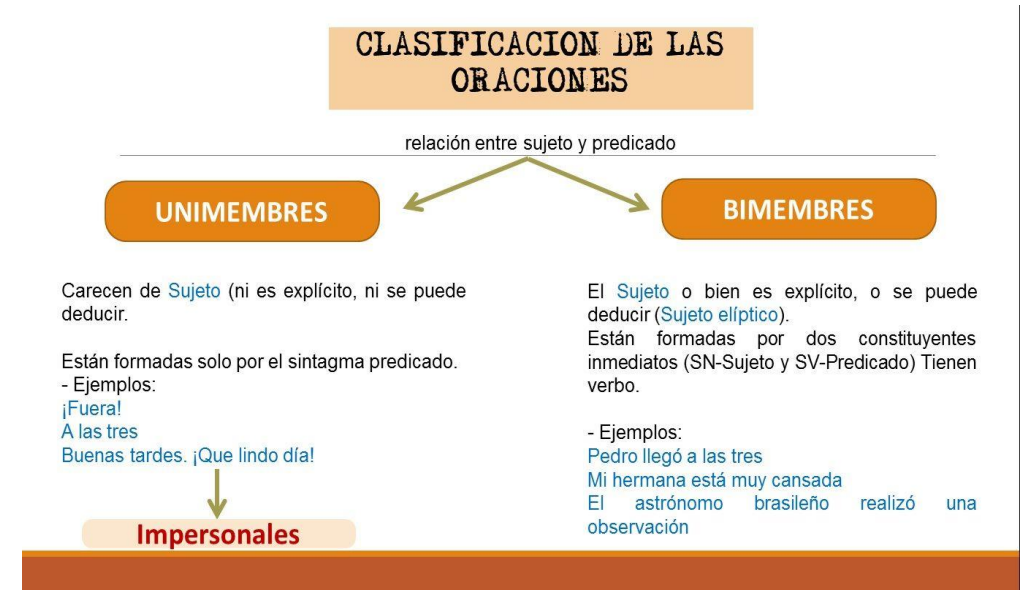 CLASIFICACION DE LAS
ORACIONES
relación entre sujeto y predicado
UNIMEMBRES
Carecen de Sujeto (ni es explícito, ni se puede
deducir.
Están formadas solo por el sintagma predicado.
- Ejemplos:
¡Fuera!
A las tres
Buenas tardes. ¡Que lindo día!
Impersonales
BIMEMBRES
El Sujeto o bien es explícito, o se puede
deducir (Sujeto elíptico).
Están formadas por dos constituyentes
inmediatos (SN-Sujeto y SV-Predicado) Tienen
verbo.
- Ejemplos:
Pedro llegó a las tres
Mi hermana está muy cansada
El astrónomo brasileño realizó una
observación